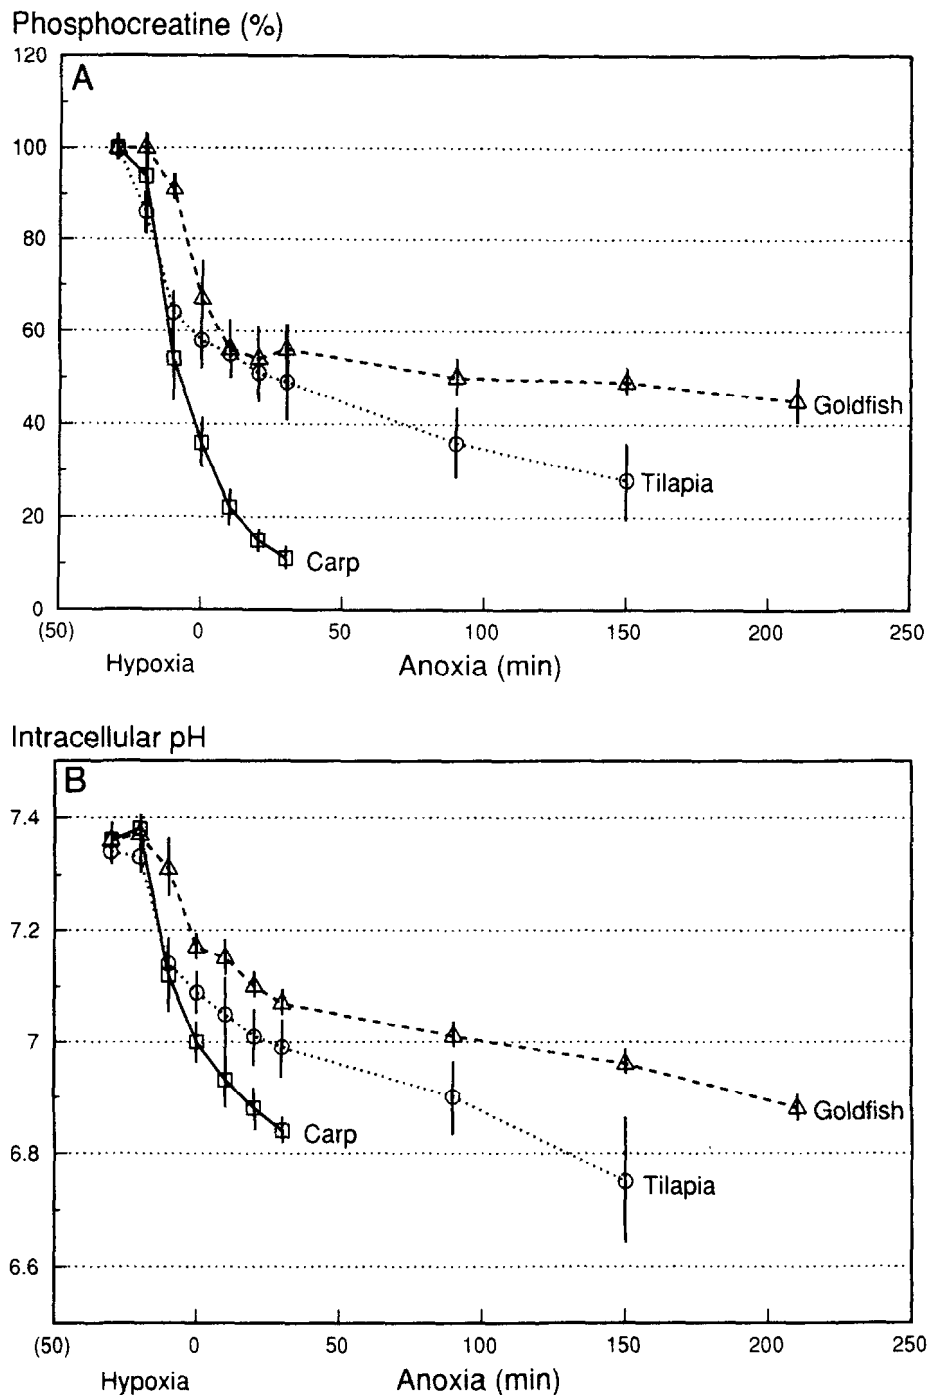 Phosphocreatine (%)
120
A
100
80
60
Goldfish
40
Tilapia
20
Carp
0
(50) 0 50 100 150 200 250
Hypoxia Anoxia (min)
Intracellular pH
B
7.4
7.2
7
Goldfish
Carp
6.8
Tilapia
6.6
(50) 0 50 100 150 200 250
Hypoxia Anoxia (min)